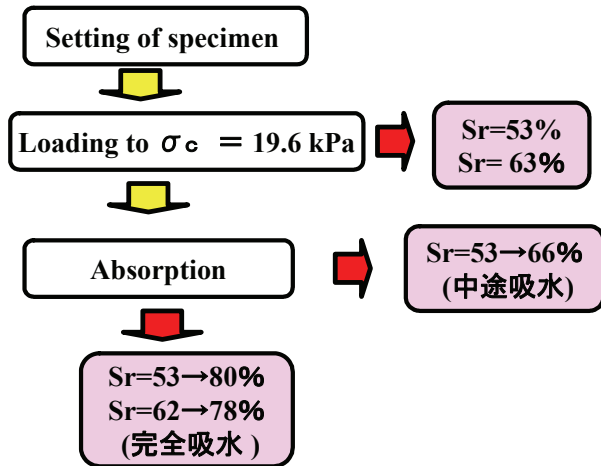 Setting of specimen
Loading to σc = 19.6 kPa
Sr=53%
Sr= 63%
Absorption
Sr=53→66%
(中途吸水)
Sr=53→80%
Sr=62→78%
(完全吸水 )